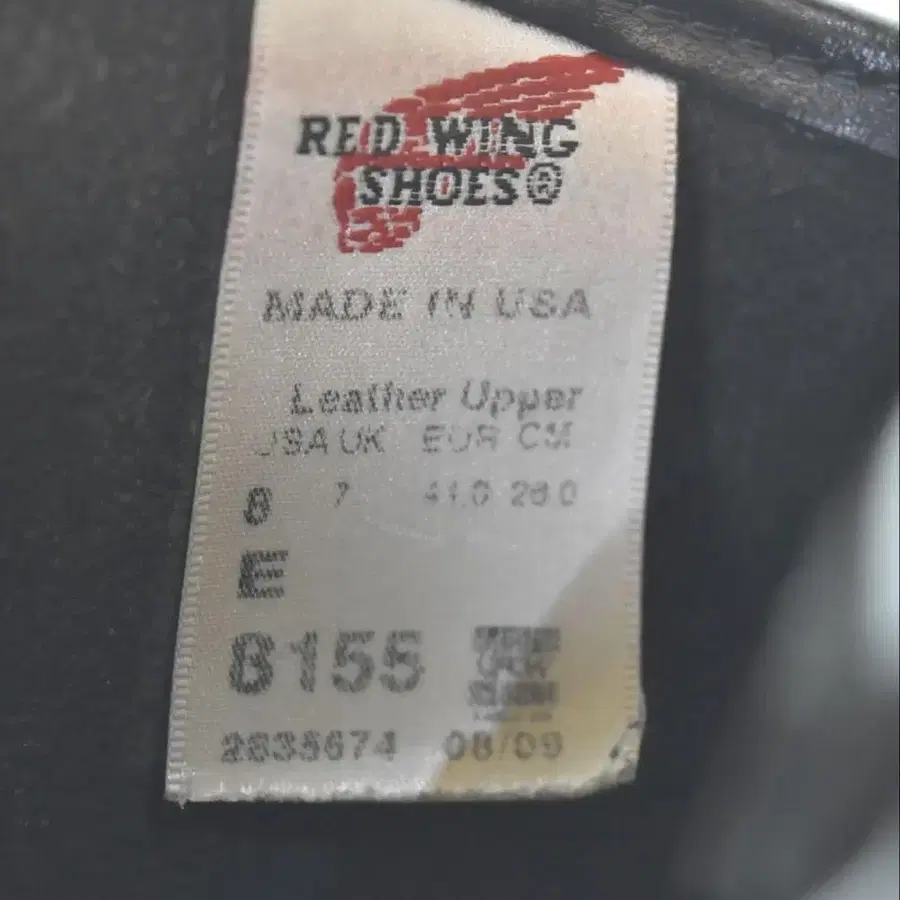 RED WING
SHOES®
MADE IN USA
Leather Upper
USA UK EUR CM
8 7 41.0 26.0
E
8155
2835674 08/09